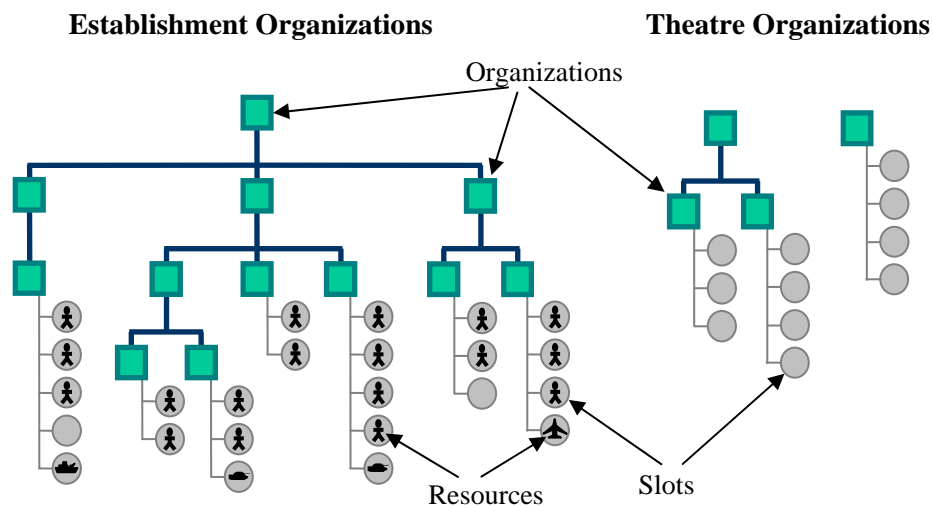 Establishment Organizations
Theatre Organizations
Organizations
Resources
Slots